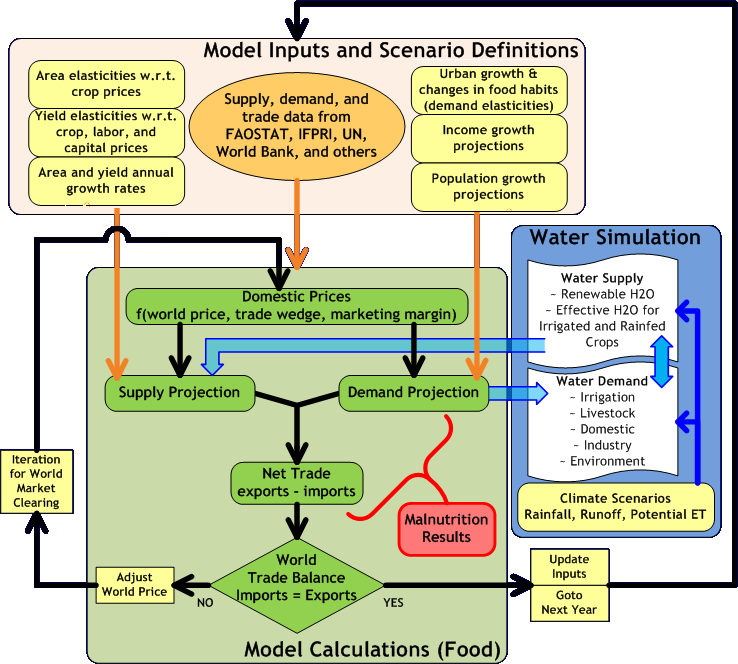 Model Inputs and Scenario Definitions
Area elasticities w.r.t.
crop prices
Yield elasticities w.r.t.
crop, labor, and
capital prices
Area and yield annual
growth rates
Supply, demand, and
trade data from
FAOSTAT, IFPRI, UN,
World Bank, and others
Urban growth &
changes in food habits
(demand elasticities)
Income growth
projections
Population growth
projections
Water Simulation
Water Supply
~ Renewable H2O
~ Effective H2O for
Irrigated and Rainfed
Crops
Water Demand
~ Irrigation
~ Livestock
~ Domestic
~ Industry
~ Environment
Climate Scenarios
Rainfall, Runoff, Potential ET
Domestic Prices
f(world price, trade wedge, marketing margin)
Supply Projection
Demand Projection
Net Trade
exports - imports
Malnutrition
Results
World
Trade Balance
Imports = Exports
NO
YES
Iteration
for World
Market
Clearing
Adjust
World Price
Update
Inputs
Goto
Next Year
Model Calculations (Food)